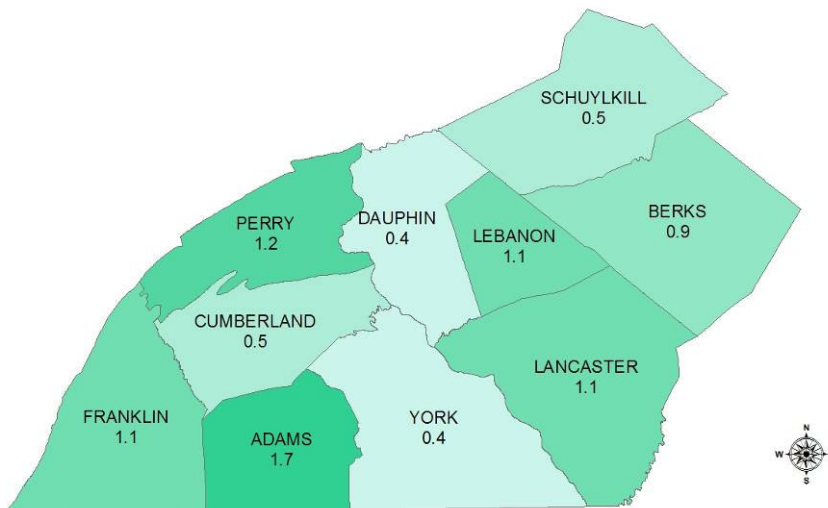 SCHUYLKILL
0.5
PERRY
1.2
DAUPHIN
0.4
LEBANON
1.1
BERKS
0.9
CUMBERLAND
0.5
LANCASTER
1.1
FRANKLIN
1.1
ADAMS
1.7
YORK
0.4
N
W E
S